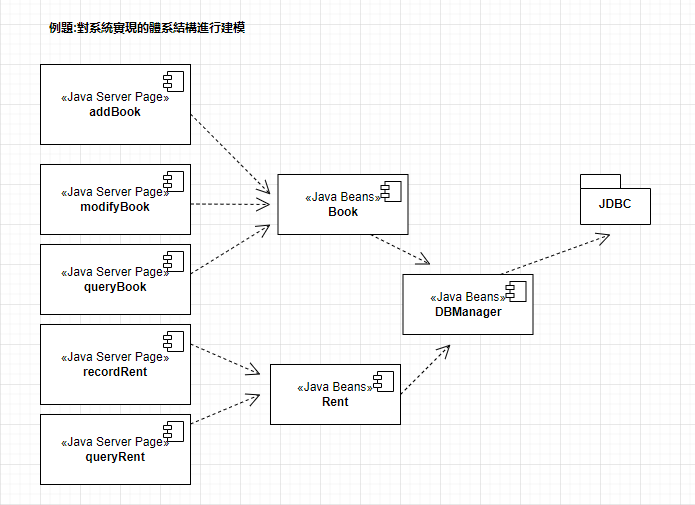 例題:對系統實現的體系結構進行建模
«Java Server Page»
addBook
«Java Server Page»
modifyBook
«Java Server Page»
queryBook
«Java Server Page»
recordRent
«Java Server Page»
queryRent
«Java Beans»
Book
«Java Beans»
Rent
«Java Beans»
DBManager
JDBC